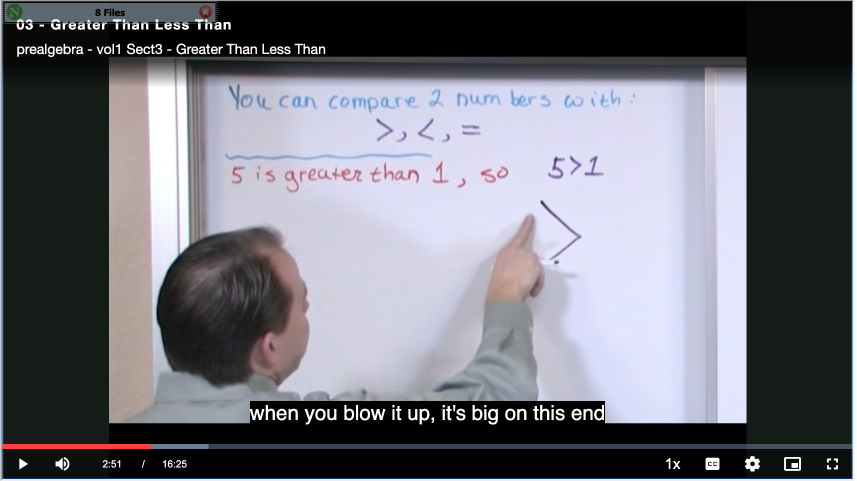 8 Files
03 - Greater Than Less Than
prealgebra - vol1 Sect3 - Greater Than Less Than
You can compare 2 numbers with:
>, <, =
5 is greater than 1, so 5>1
>
when you blow it up, it's big on this end
2:51 / 16:25 1x CC